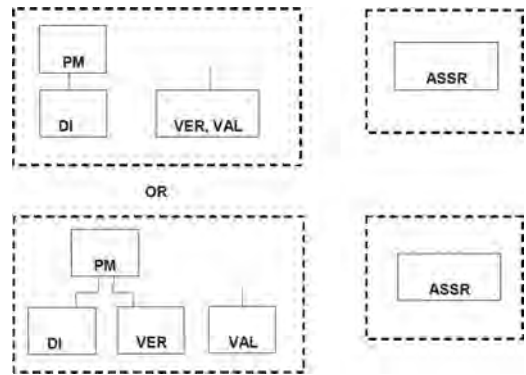 PM
ASSR
DI
VER, VAL
OR
PM
ASSR
DI
VER
VAL